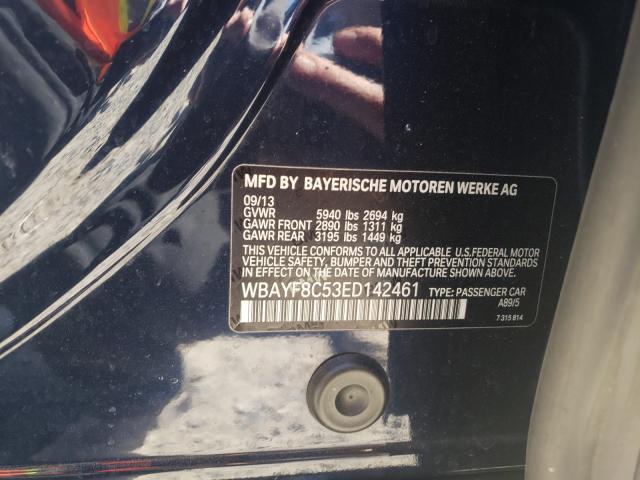 MFD BY BAYERISCHE MOTOREN WERKE AG
09/13
GVWR 5940 lbs 2694 kg
GAWR FRONT 2890 lbs 1311 kg
GAWR REAR 3195 lbs 1449 kg
THIS VEHICLE CONFORMS TO ALL APPLICABLE U.S.FEDERAL MOTOR
VEHICLE SAFETY, BUMPER AND THEFT PREVENTION STANDARDS
IN EFFECT ON THE DATE OF MANUFACTURE SHOWN ABOVE.
WBAYF8C53ED142461 TYPE: PASSENGER CAR
A89/5
7 315 814